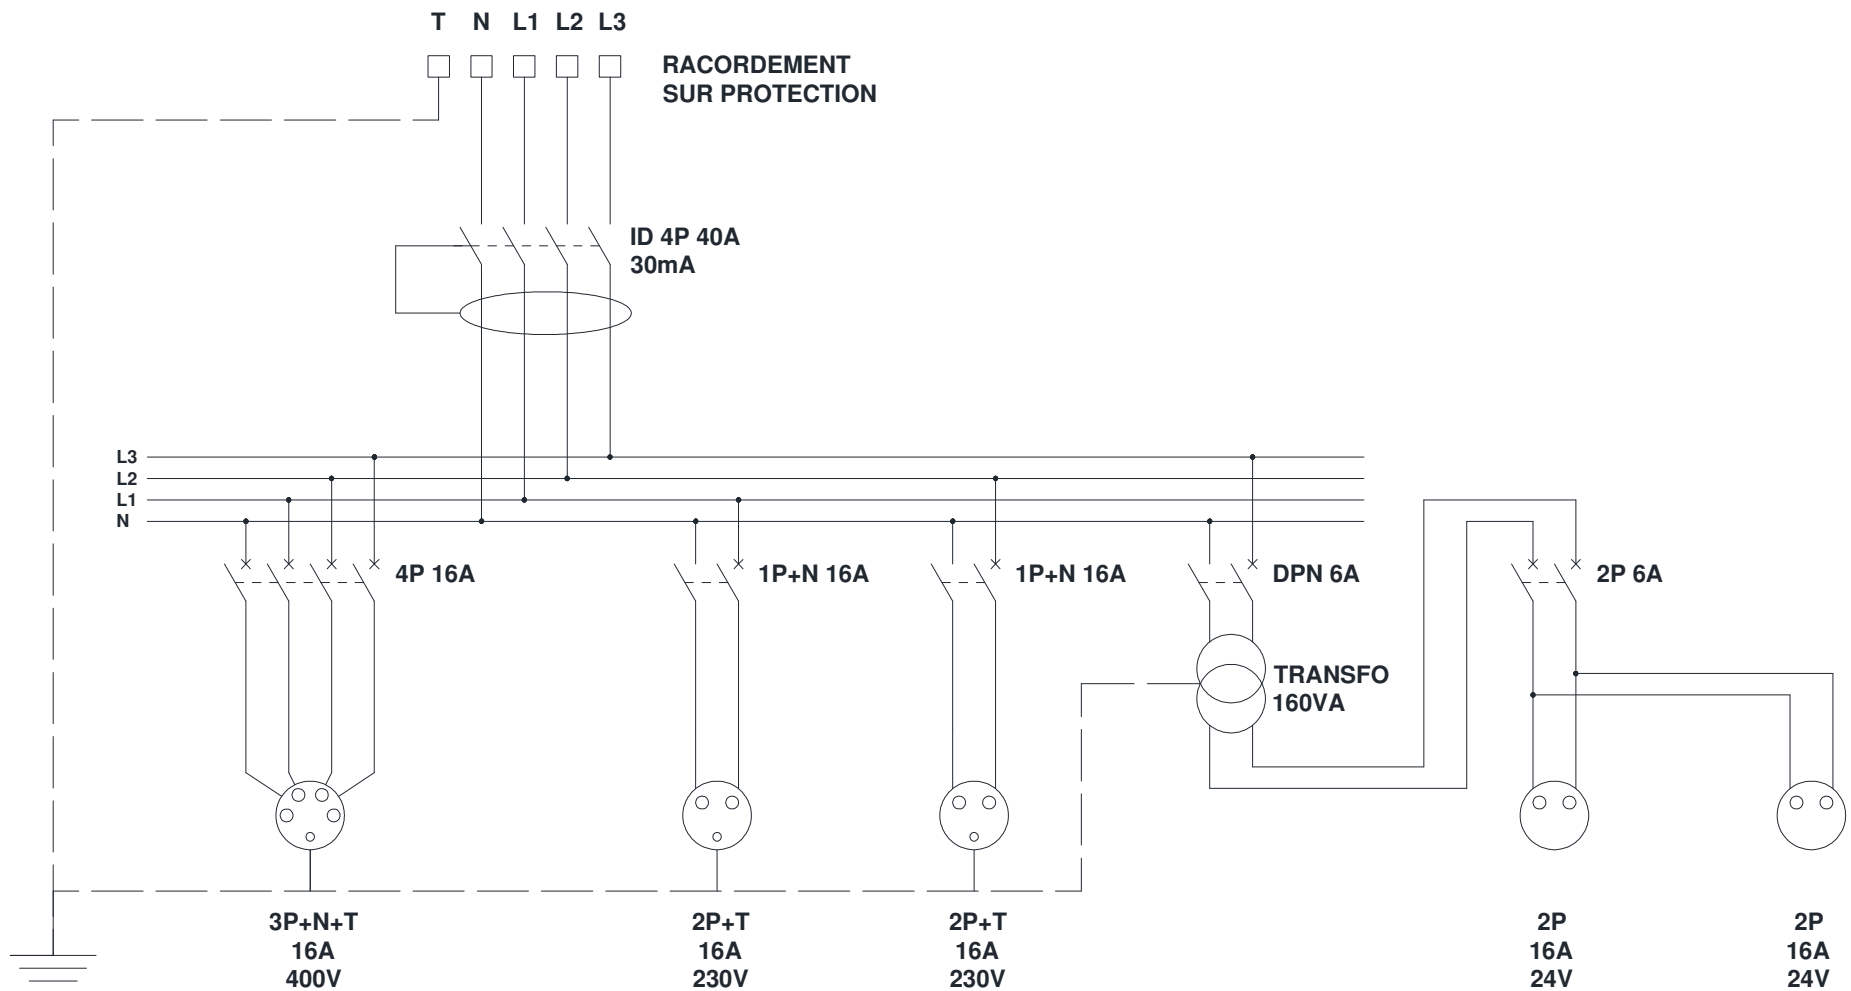 T N L1 L2 L3
RACORDEMENT
SUR PROTECTION
ID 4P 40A
30mA
L3
L2
L1
N
4P 16A
1P+N 16A
1P+N 16A
DPN 6A
2P 6A
TRANSFO
160VA
3P+N+T
16A
400V
2P+T
16A
230V
2P+T
16A
230V
2P
16A
24V
2P
16A
24V